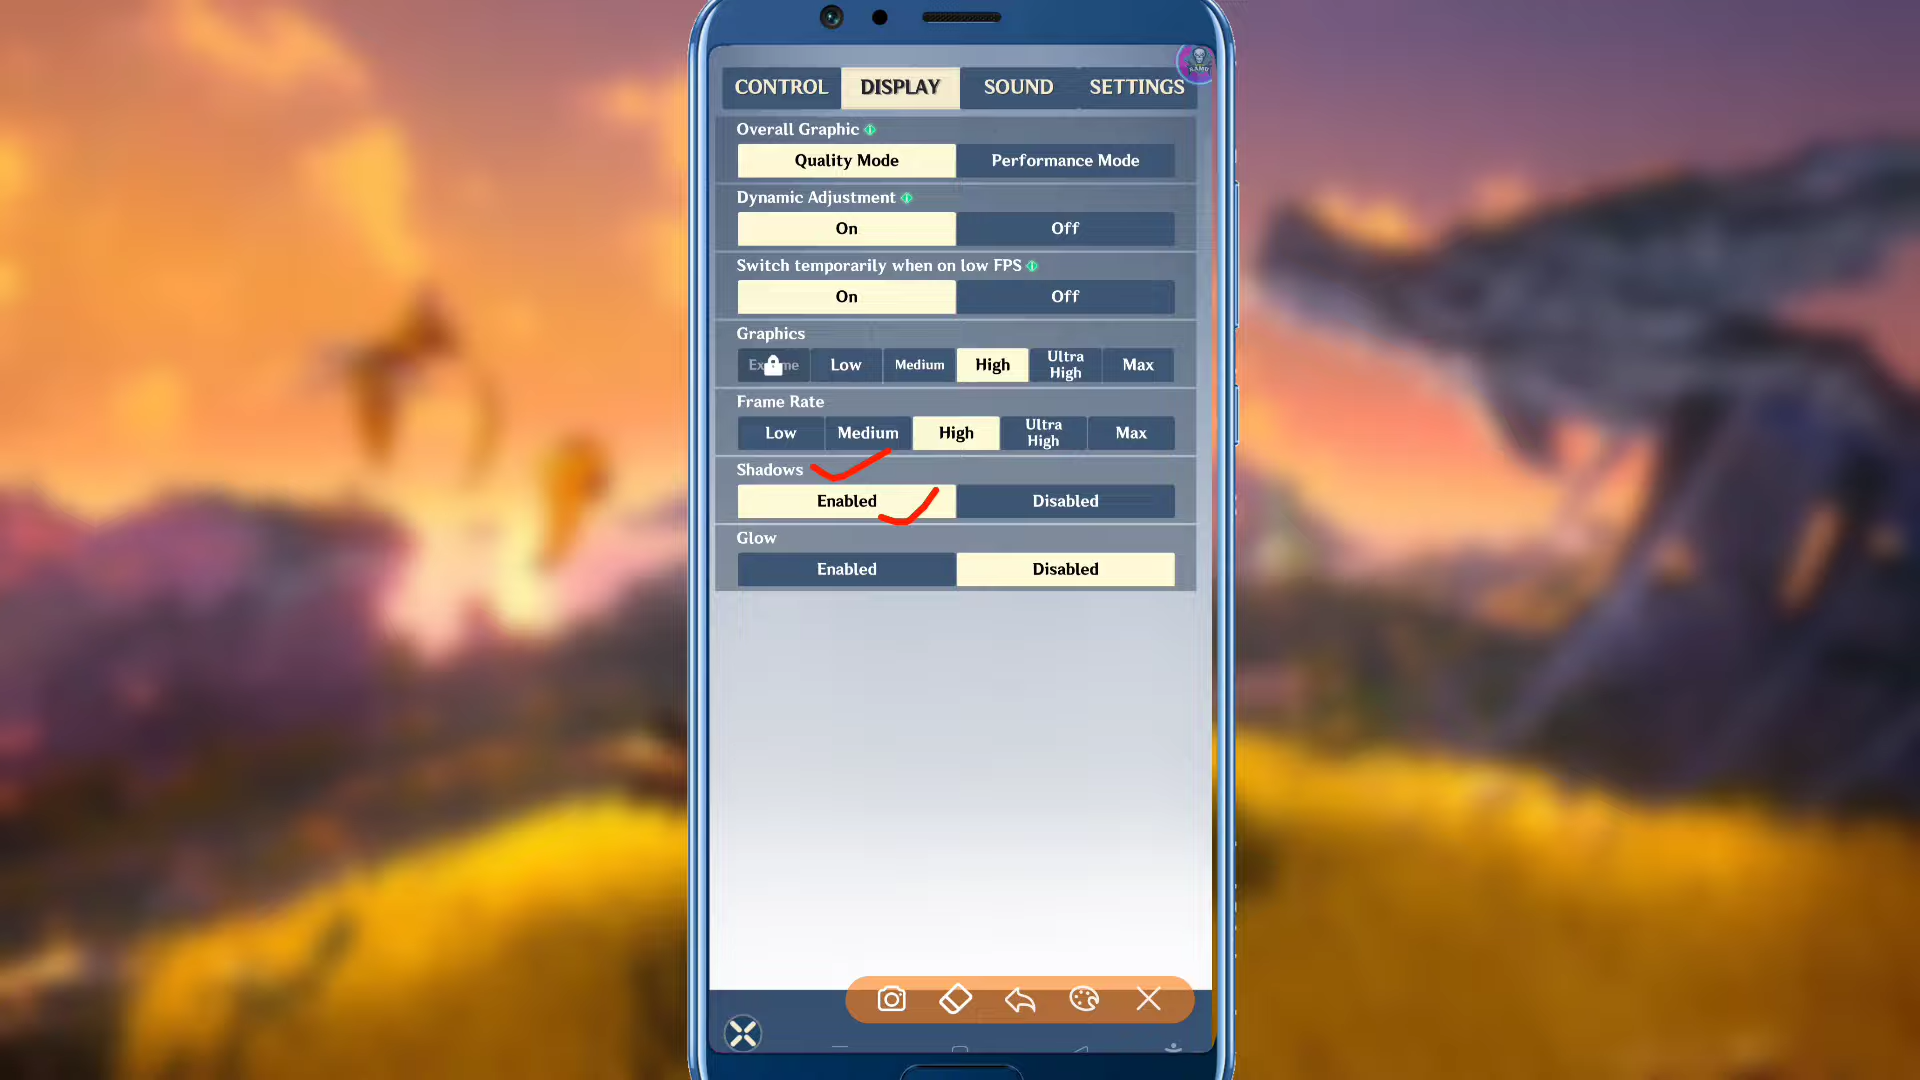 CONTROL DISPLAY SOUND SETTINGS
Overall Graphic
Quality Mode Performance Mode
Dynamic Adjustment
On Off
Switch temporarily when on low FPS
On Off
Graphics
Low Medium High Ultra High Max
Frame Rate
Low Medium High Ultra High Max
Shadows
Enabled Disabled
Glow
Enabled Disabled